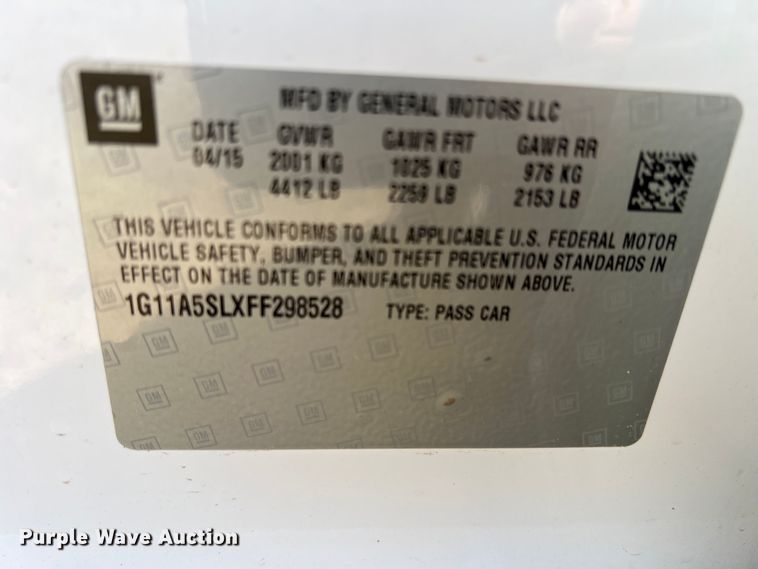 GM
MFD BY GENERAL MOTORS LLC
DATE GVWR GAWR FRT GAWR RR
04/15 2001 KG 1025 KG 976 KG
4412 LB 2259 LB 2153 LB
THIS VEHICLE CONFORMS TO ALL APPLICABLE U.S. FEDERAL MOTOR
VEHICLE SAFETY, BUMPER, AND THEFT PREVENTION STANDARDS IN
EFFECT ON THE DATE OF MANUFACTURE SHOWN ABOVE.
1G11A5SLXFF298528 TYPE: PASS CAR
Purple Wave Auction